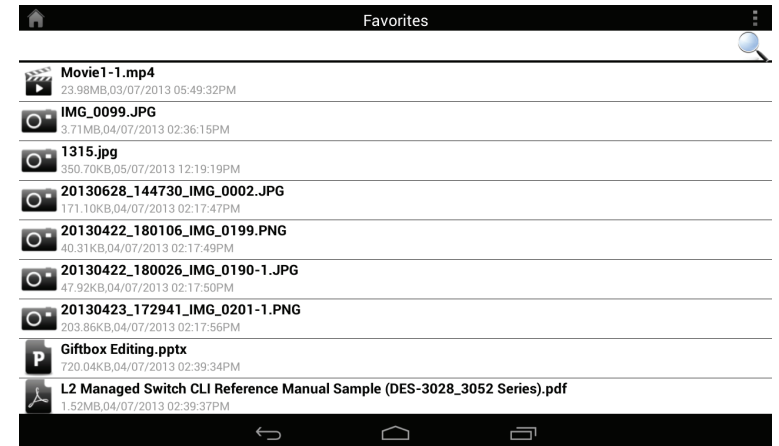 Favorites
Movie1-1.mp4
23.98MB,03/07/2013 05:49:32PM
IMG_0099.JPG
3.71MB,04/07/2013 02:36:15PM
1315.jpg
350.70KB,05/07/2013 12:19:19PM
20130628_144730_IMG_0002.JPG
171.10KB,04/07/2013 02:17:47PM
20130422_180106_IMG_0199.PNG
40.31KB,04/07/2013 02:17:49PM
20130422_180026_IMG_0190-1.JPG
47.92KB,04/07/2013 02:17:50PM
20130423_172941_IMG_0201-1.PNG
203.86KB,04/07/2013 02:17:56PM
P
Giftbox Editing.pptx
720.04KB,04/07/2013 02:39:34PM
L2 Managed Switch CLI Reference Manual Sample (DES-3028_3052 Series).pdf
1.52MB,04/07/2013 02:39:37PM